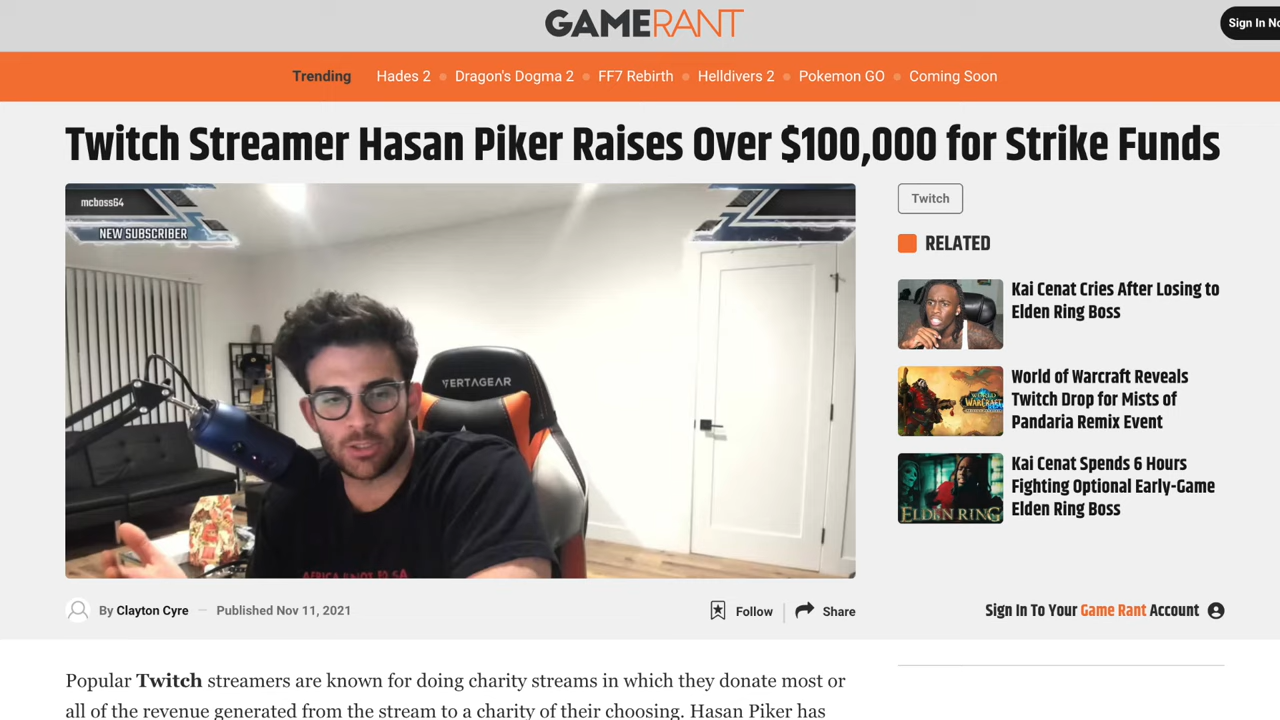 GAMERANT
Sign In No
Trending Hades 2 Dragon's Dogma 2 FF7 Rebirth Helldivers 2 Pokemon GO Coming Soon
Twitch Streamer Hasan Piker Raises Over $100,000 for Strike Funds
mcboss64
NEW SUBSCRIBER
VERTAGEAR
Twitch
RELATED
Kai Cenat Cries After Losing to
Elden Ring Boss
World of Warcraft Reveals
Twitch Drop for Mists of
Pandaria Remix Event
WORLD
WARCRAFT
Kai Cenat Spends 6 Hours
Fighting Optional Early-Game
Elden Ring Boss
ELDEN RING
By Clayton Cyre — Published Nov 11, 2021
Follow
Share
Sign In To Your Game Rant Account
Popular Twitch streamers are known for doing charity streams in which they donate most or
all of the revenue generated from the stream to a charity of their choosing. Hasan Piker has